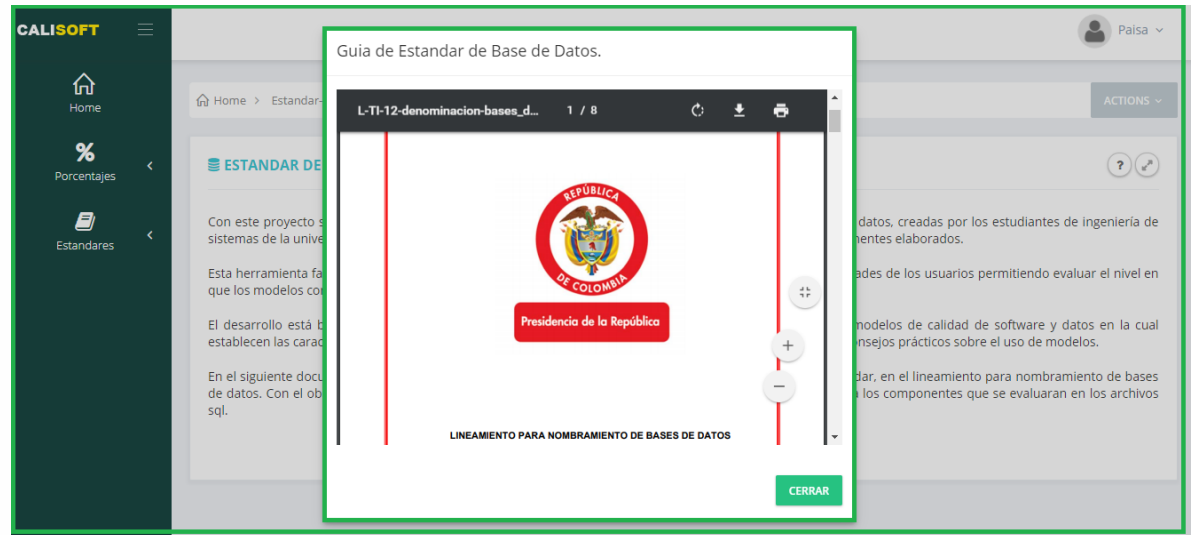 CALISOFT
Paisa
Home
Porcentajes
Estandares
Home > Estandar-
ACTIONS
ESTANDAR DE
?
Con este proyecto
datos, creadas por los estudiantes de ingeniería de
sistemas de la unive
nentes elaborados.
Esta herramienta fa
ades de los usuarios permitiendo evaluar el nivel en
que los modelos co
El desarrollo está b
modelos de calidad de software y datos en la cual
establecen las carac
onsejos prácticos sobre el uso de modelos.
En el siguiente docu
dar, en el lineamiento para nombramiento de bases
de datos. Con el ob
los componentes que se evaluaran en los archivos
sql.
Guia de Estandar de Base de Datos.
L-TI-12-denominacion-bases_d... 1 / 8
REPÚBLICA
DE COLOMBIA
Presidencia de la República
LINEAMIENTO PARA NOMBRAMIENTO DE BASES DE DATOS
CERRAR